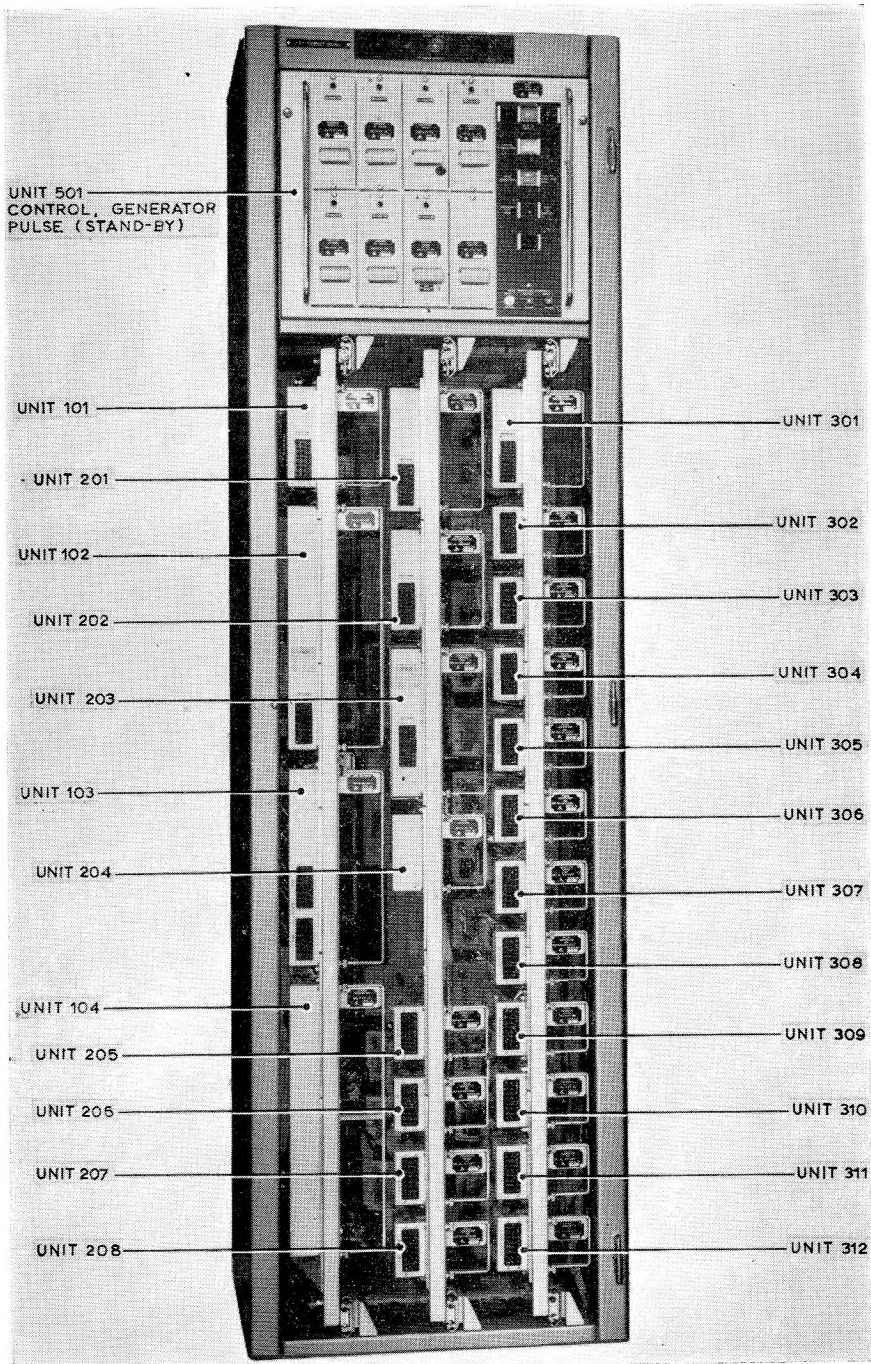 UNIT 501
CONTROL, GENERATOR
PULSE (STAND-BY)
UNIT 101
UNIT 201
UNIT 102
UNIT 202
UNIT 203
UNIT 103
UNIT 204
UNIT 104
UNIT 205
UNIT 206
UNIT 207
UNIT 208
UNIT 301
UNIT 302
UNIT 303
UNIT 304
UNIT 305
UNIT 306
UNIT 307
UNIT 308
UNIT 309
UNIT 310
UNIT 311
UNIT 312